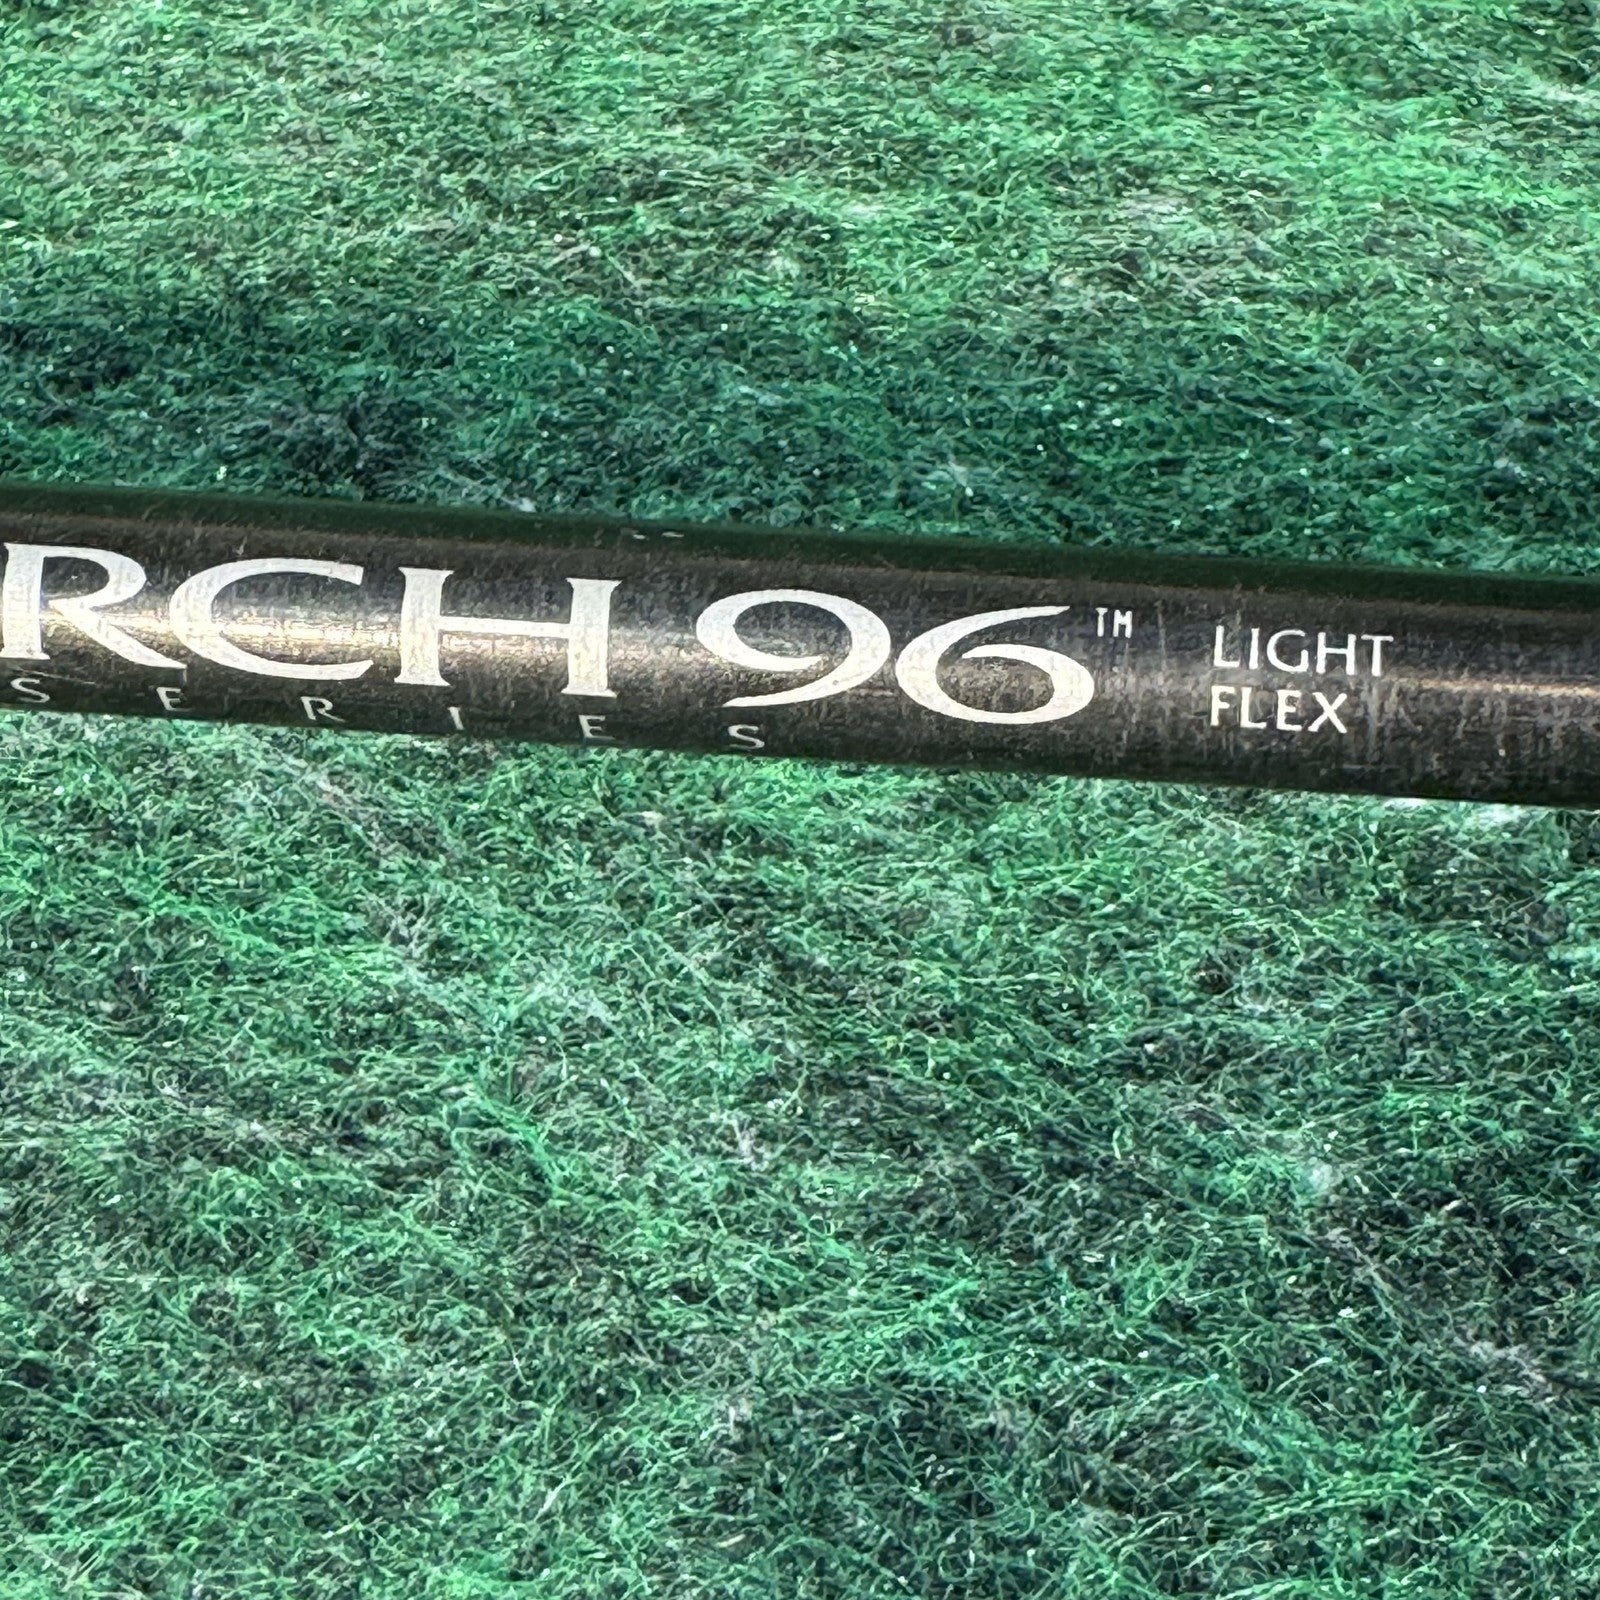 RCH 96™ LIGHT
FLEX
SERIES